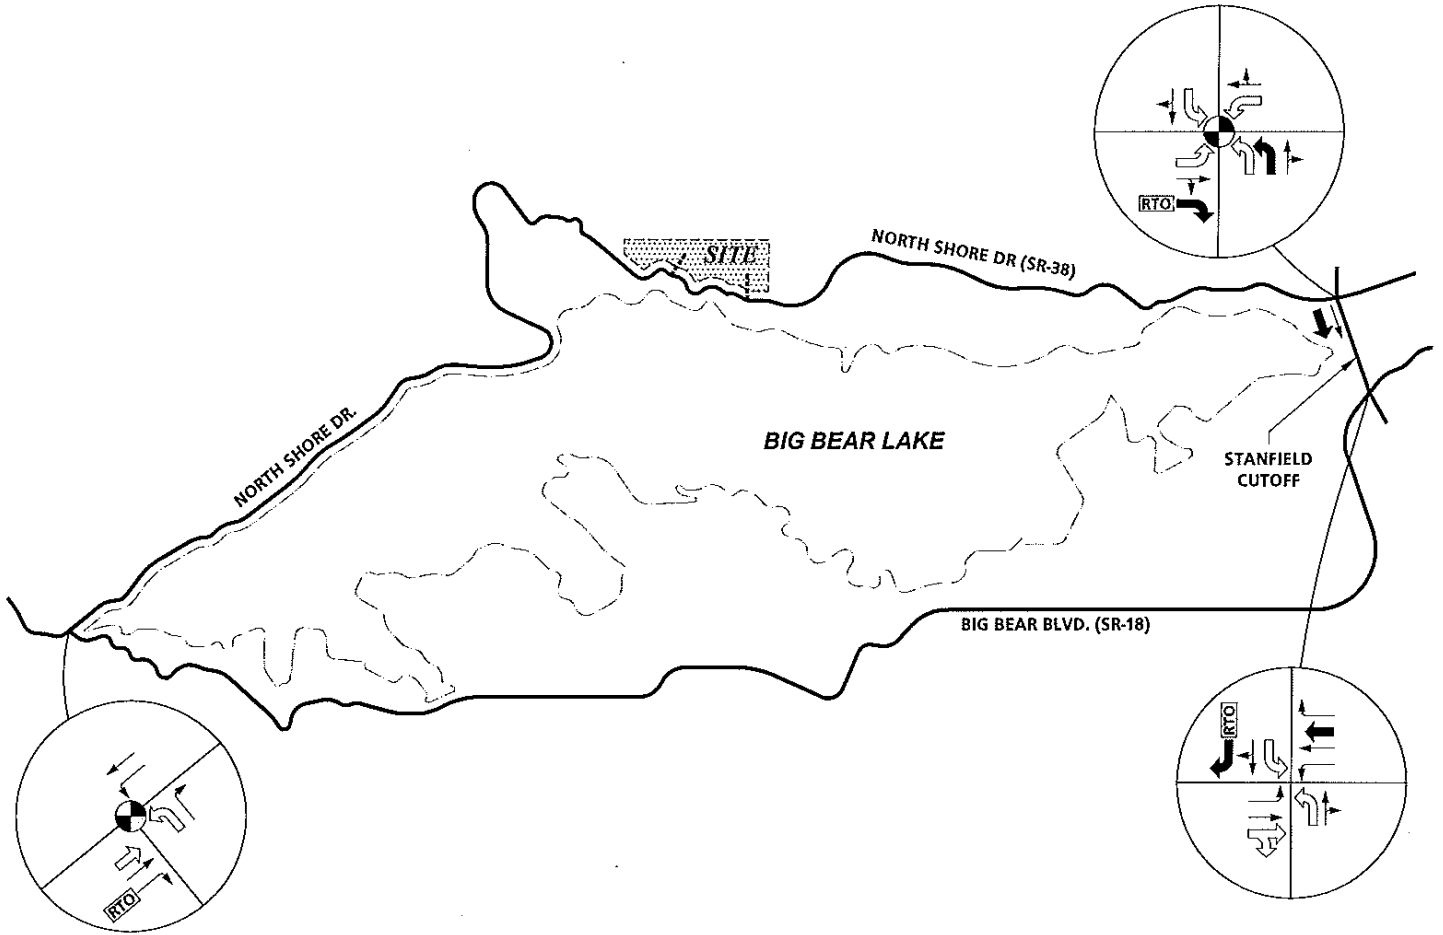 RTO
SITE
NORTH SHORE DR (SR-38)
NORTH SHORE DR.
BIG BEAR LAKE
STANFIELD
CUTOFF
BIG BEAR BLVD. (SR-18)
RTO
RTO